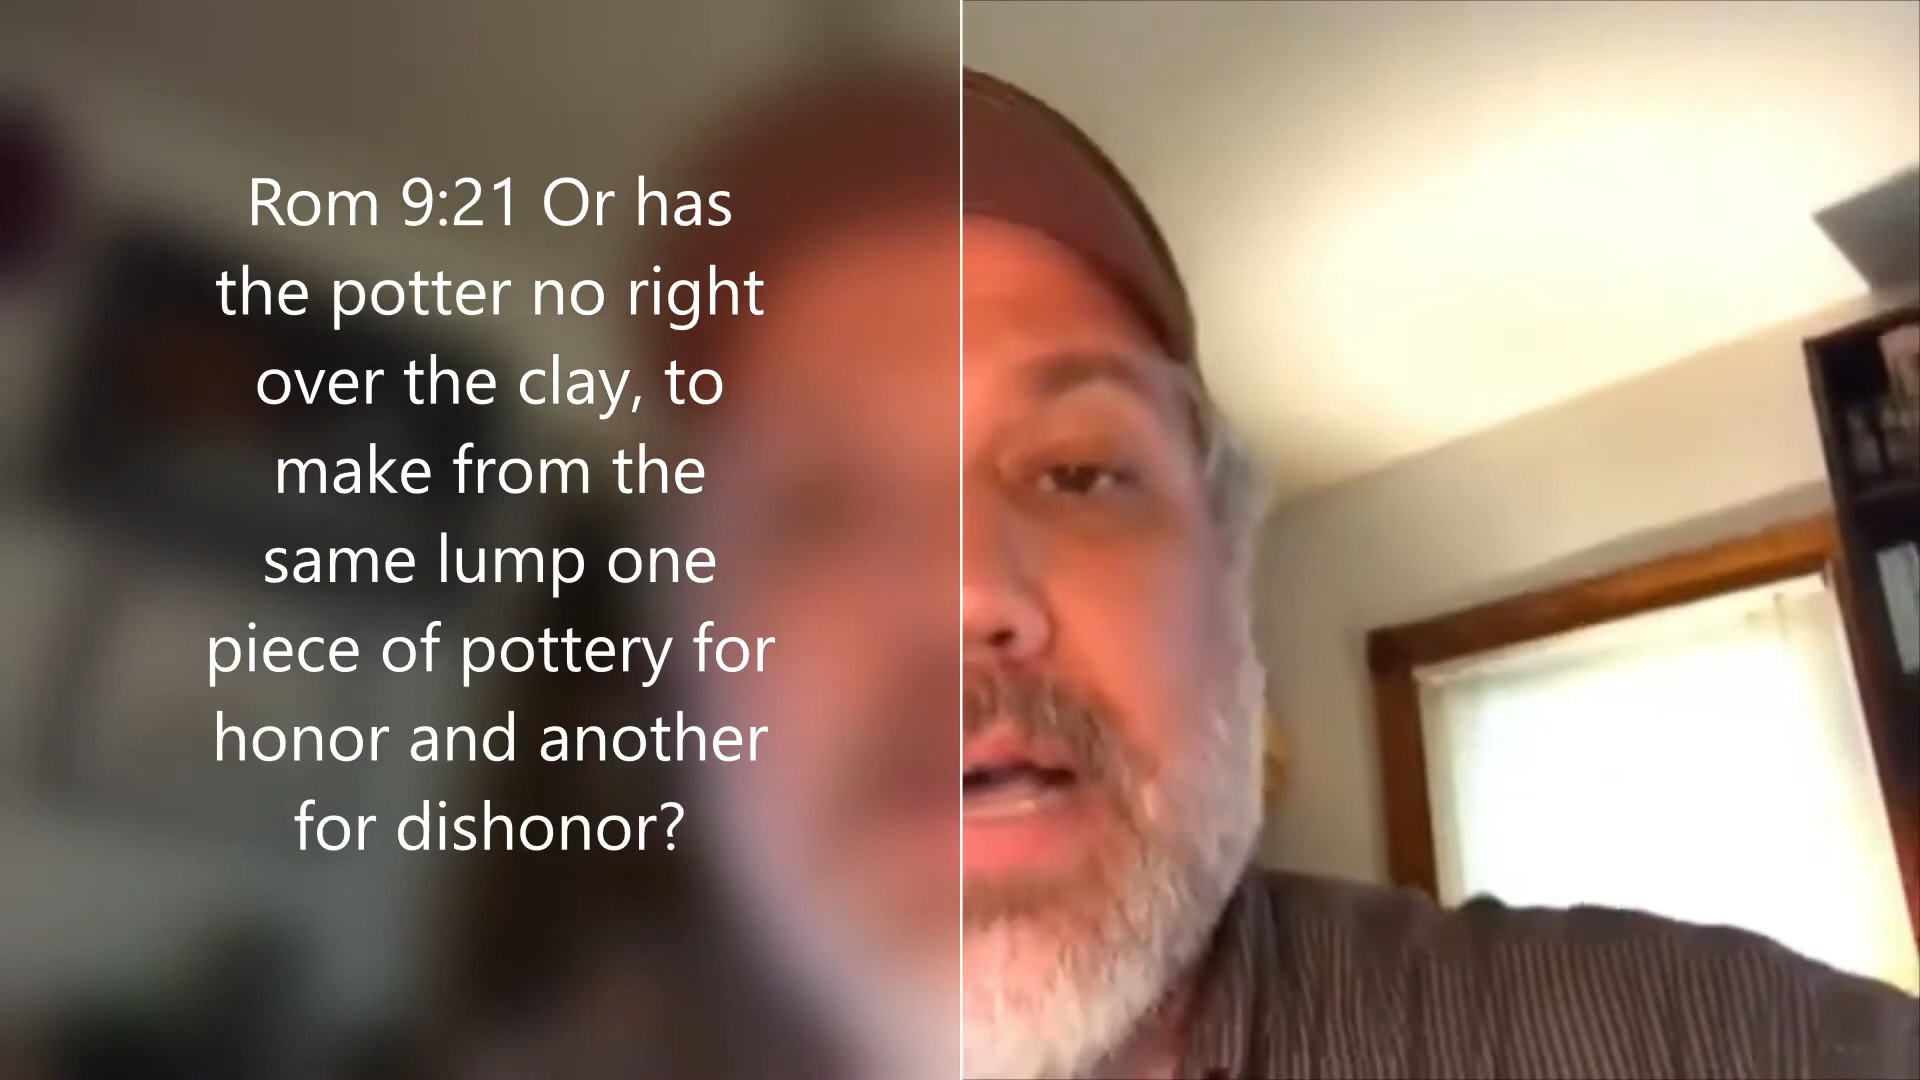 Rom 9:21 Or has
the potter no right
over the clay, to
make from the
same lump one
piece of pottery for
honor and another
for dishonor?